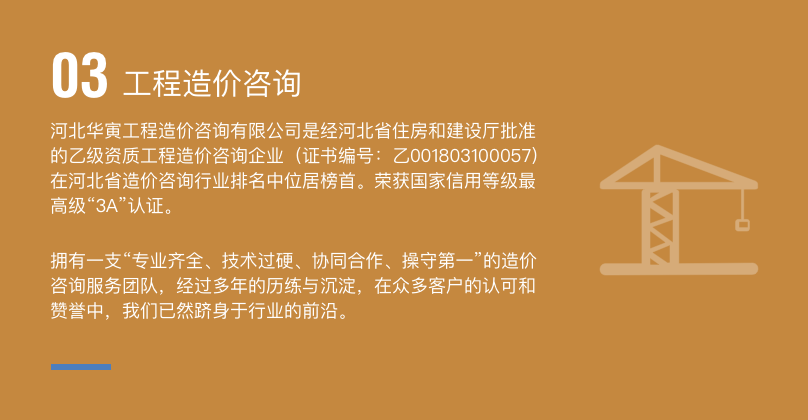 03 工程造价咨询
河北华寅工程造价咨询有限公司是经河北省住房和建设厅批准
的乙级资质工程造价咨询企业（证书编号：乙001803100057)
在河北省造价咨询行业排名中位居榜首。荣获国家信用等级最
高级“3A”认证。
拥有一支“专业齐全、技术过硬、协同合作、操守第一”的造价
咨询服务团队，经过多年的历练与沉淀，在众多客户的认可和
赞誉中，我们已然跻身于行业的前沿。